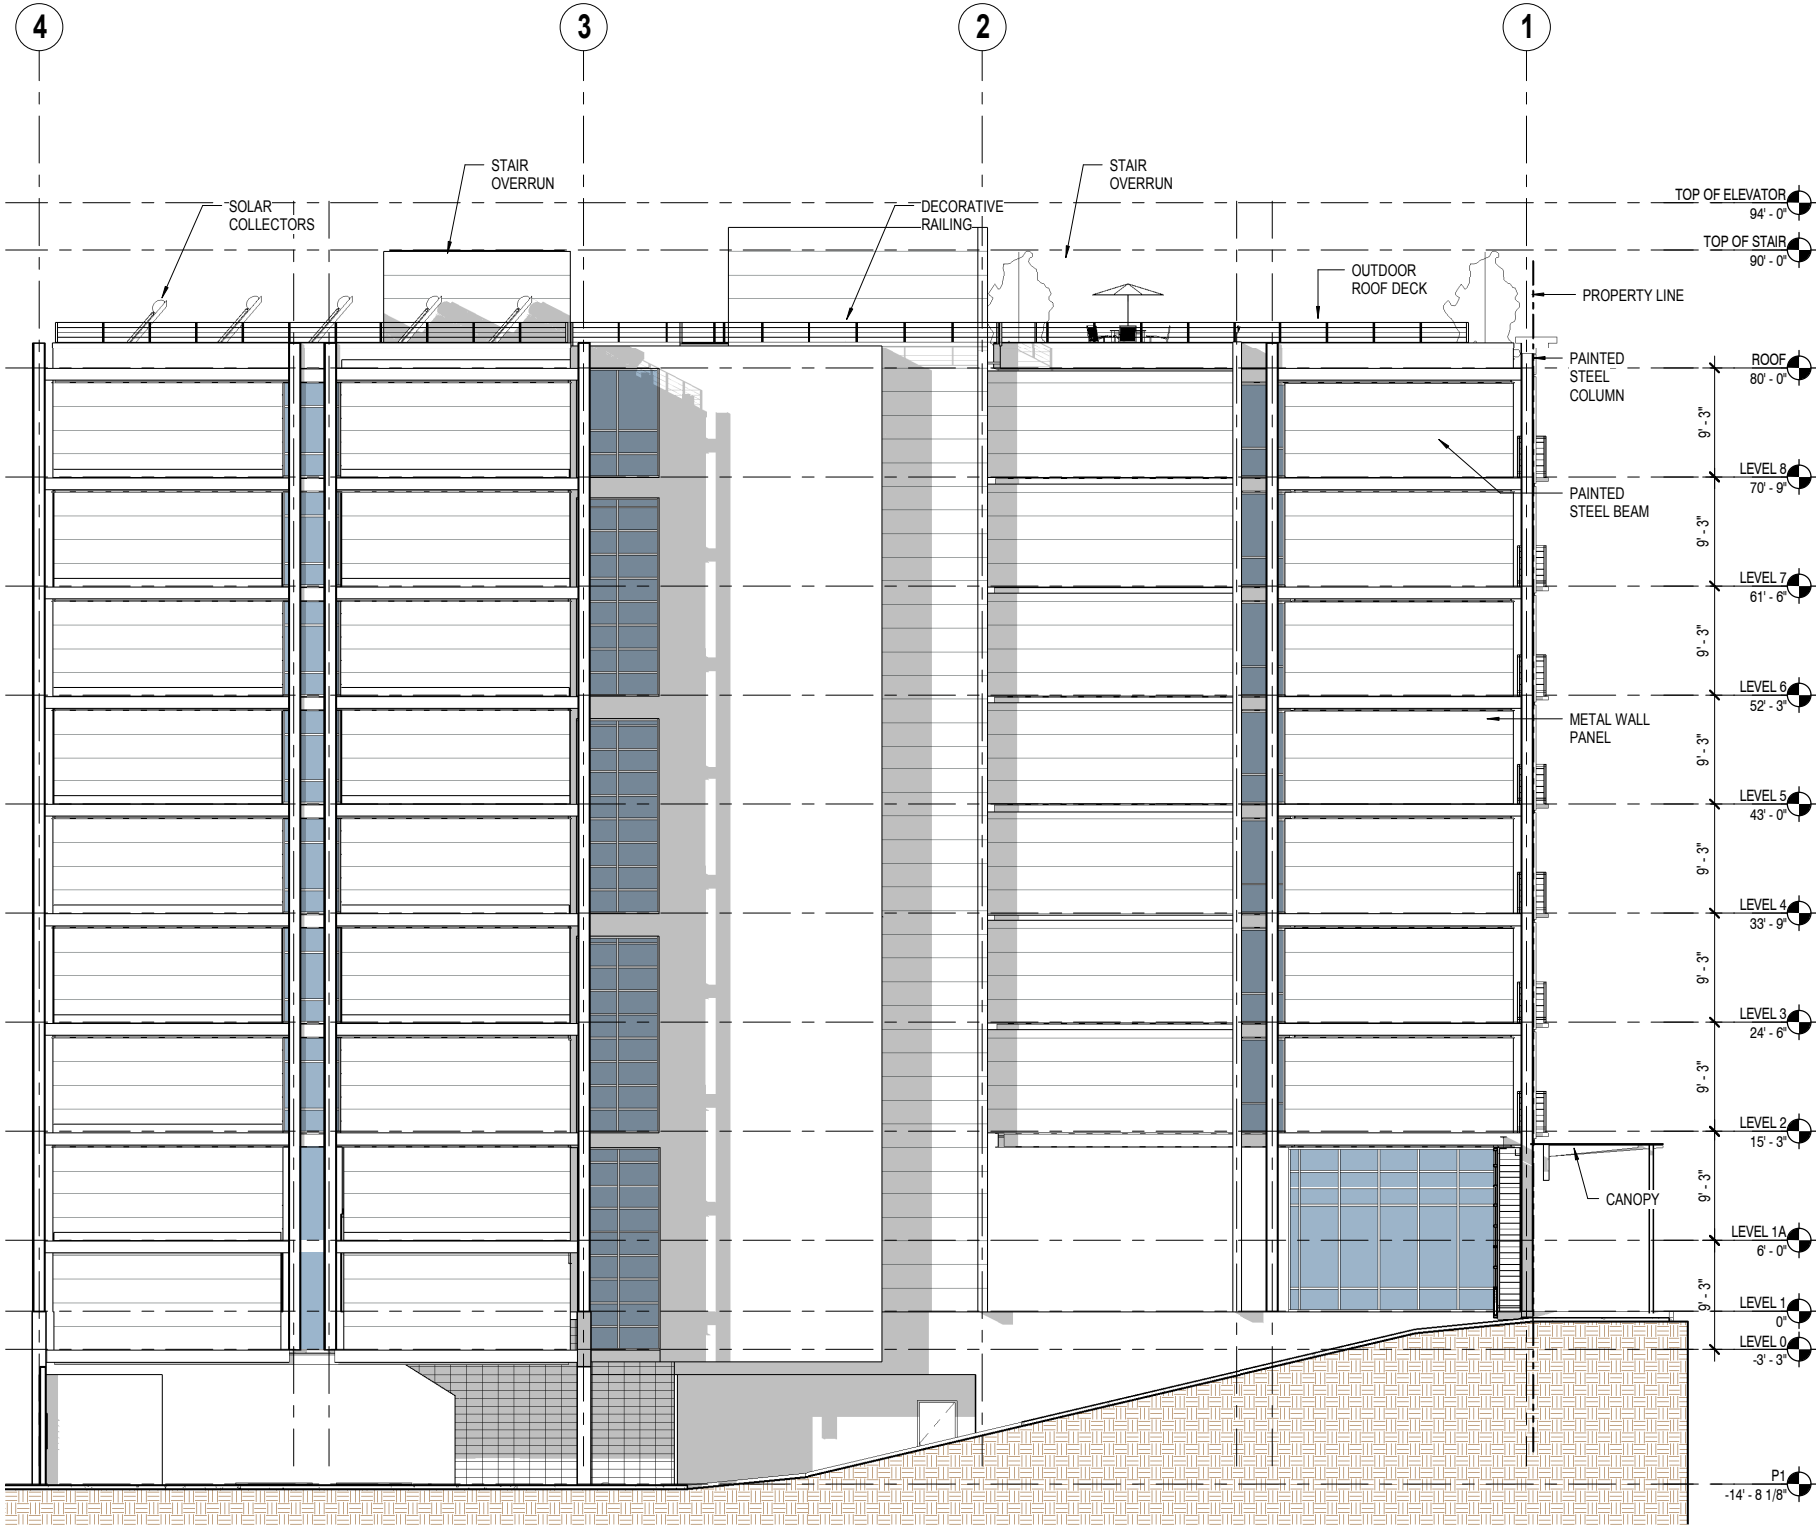 4
3
2
1
STAIR
OVERRUN
STAIR
OVERRUN
SOLAR
COLLECTORS
DECORATIVE
RAILING
TOP OF ELEVATOR
94' - 0"
TOP OF STAIR
90' - 0"
OUTDOOR
ROOF DECK
PROPERTY LINE
PAINTED
STEEL
COLUMN
ROOF
80' - 0"
9' - 3"
LEVEL 8
70' - 9"
PAINTED
STEEL BEAM
9' - 3"
LEVEL 7
61' - 6"
9' - 3"
LEVEL 6
52' - 3"
METAL WALL
PANEL
9' - 3"
LEVEL 5
43' - 0"
9' - 3"
LEVEL 4
33' - 9"
9' - 3"
LEVEL 3
24' - 6"
9' - 3"
LEVEL 2
15' - 3"
CANOPY
9' - 3"
LEVEL 1A
6' - 0"
9' - 3"
LEVEL 1
0"
LEVEL 0
-3' - 3"
P1
-14' - 8 1/8"